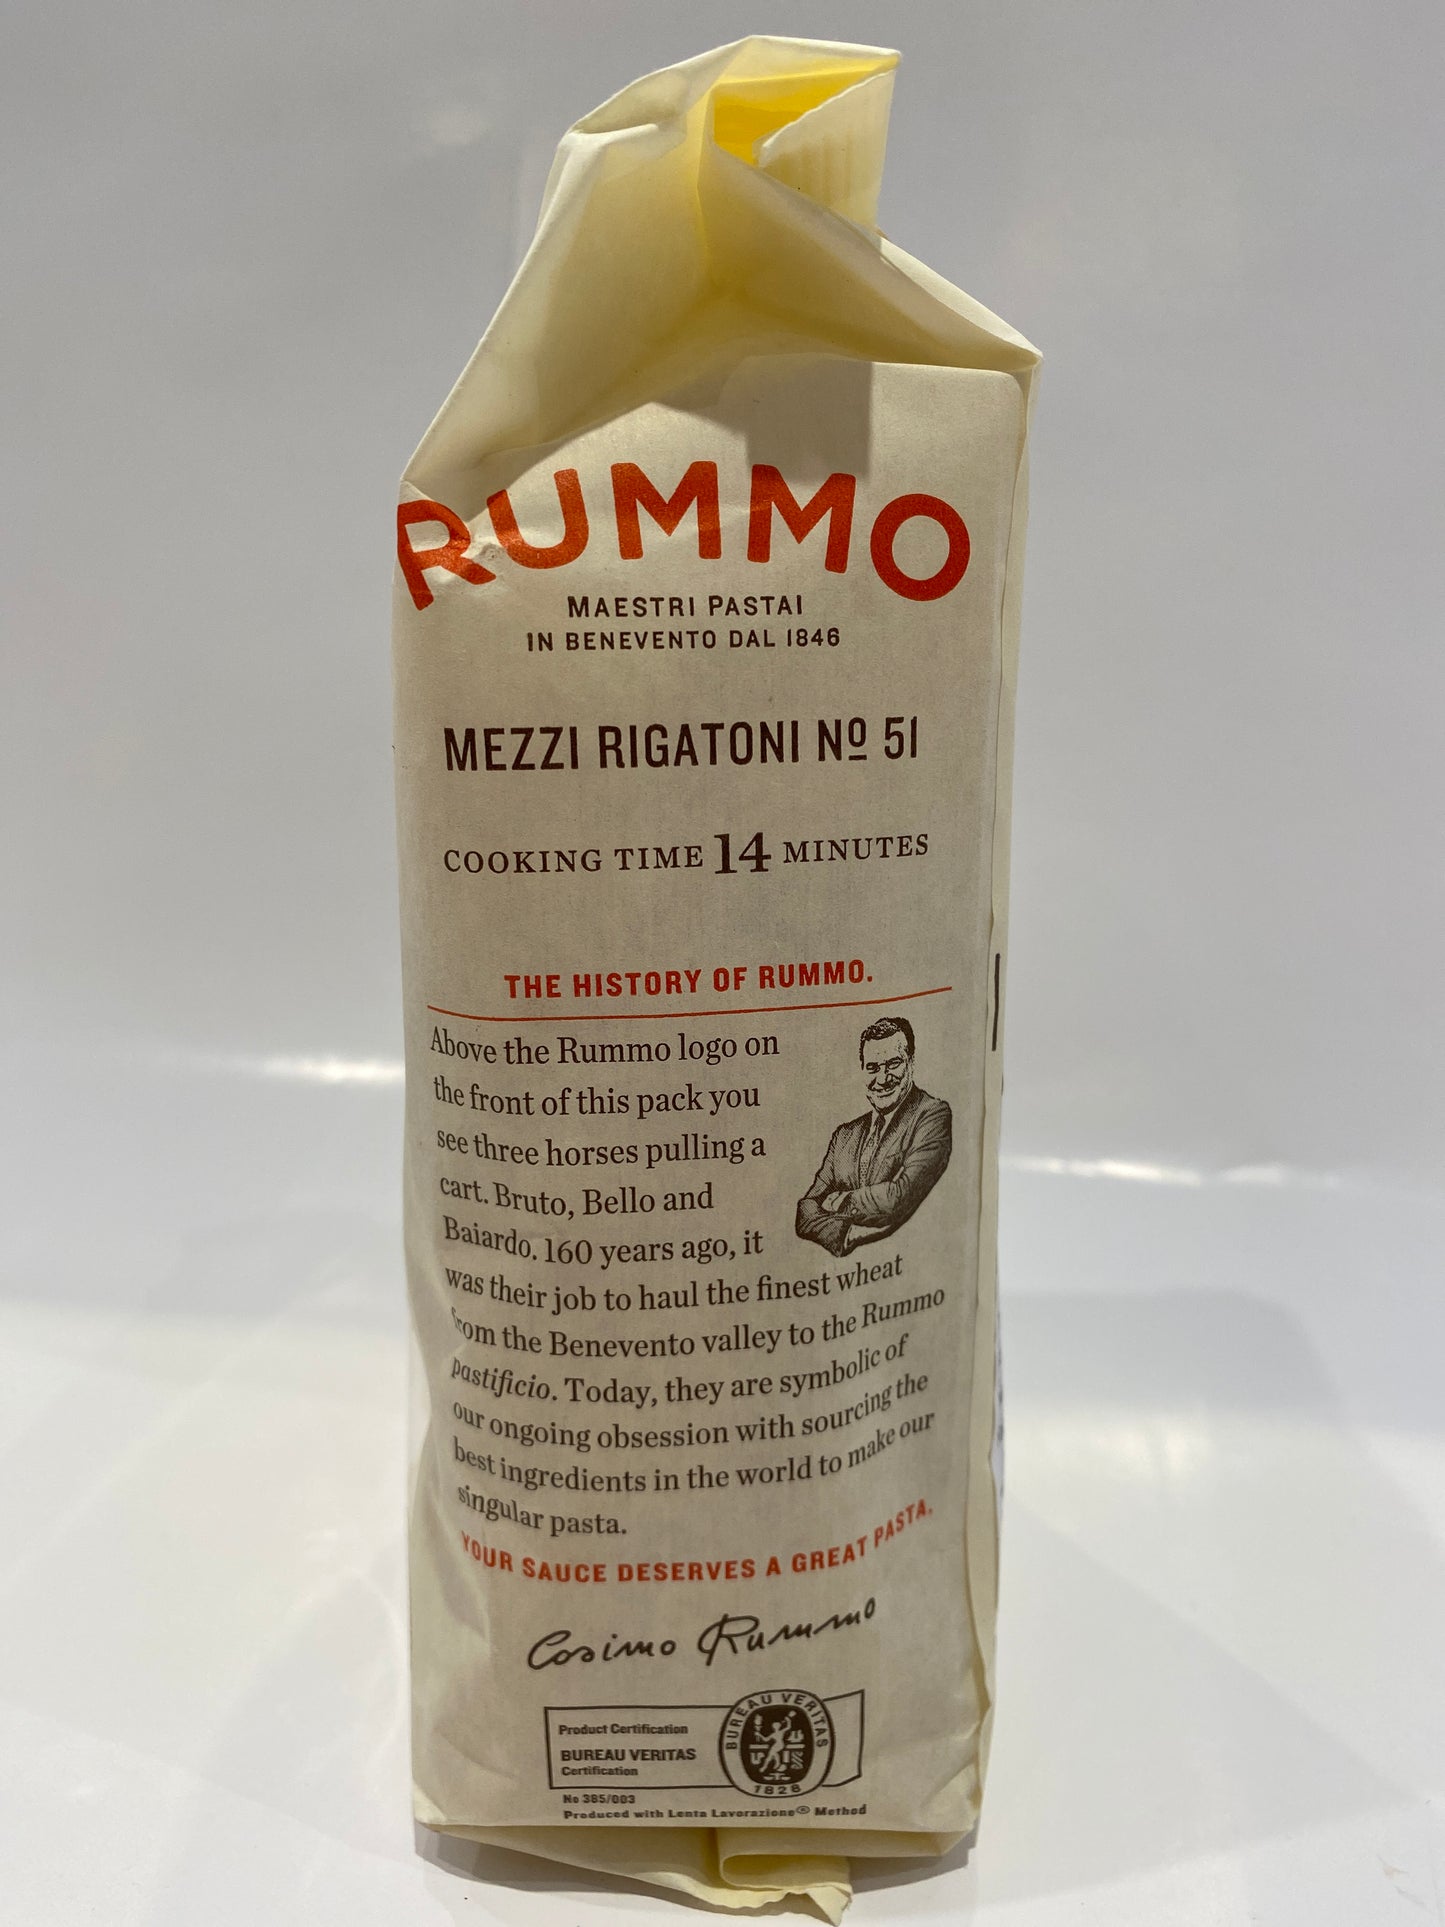 RUMMO
MAESTRI PASTAI
IN BENEVENTO DAL 1846
MEZZI RIGATONI Nº 51
COOKING TIME 14 MINUTES
THE HISTORY OF RUMMO.
Above the Rummo logo on
the front of this pack you
see three horses pulling a
cart. Bruto, Bello and
Baiardo. 160 years ago, it
was their job to haul the finest wheat
from the Benevento valley to the Rummo
pastificio. Today, they are symbolic of
our ongoing obsession with sourcing the
best ingredients in the world to make our
singular pasta.
YOUR SAUCE DESERVES A GREAT PASTA.
Cosimo Rummo
Product Certification
BUREAU VERITAS
Certification
BUREAU VERITAS
1828
No 385/003
Produced with Lenta Lavorazione® Method